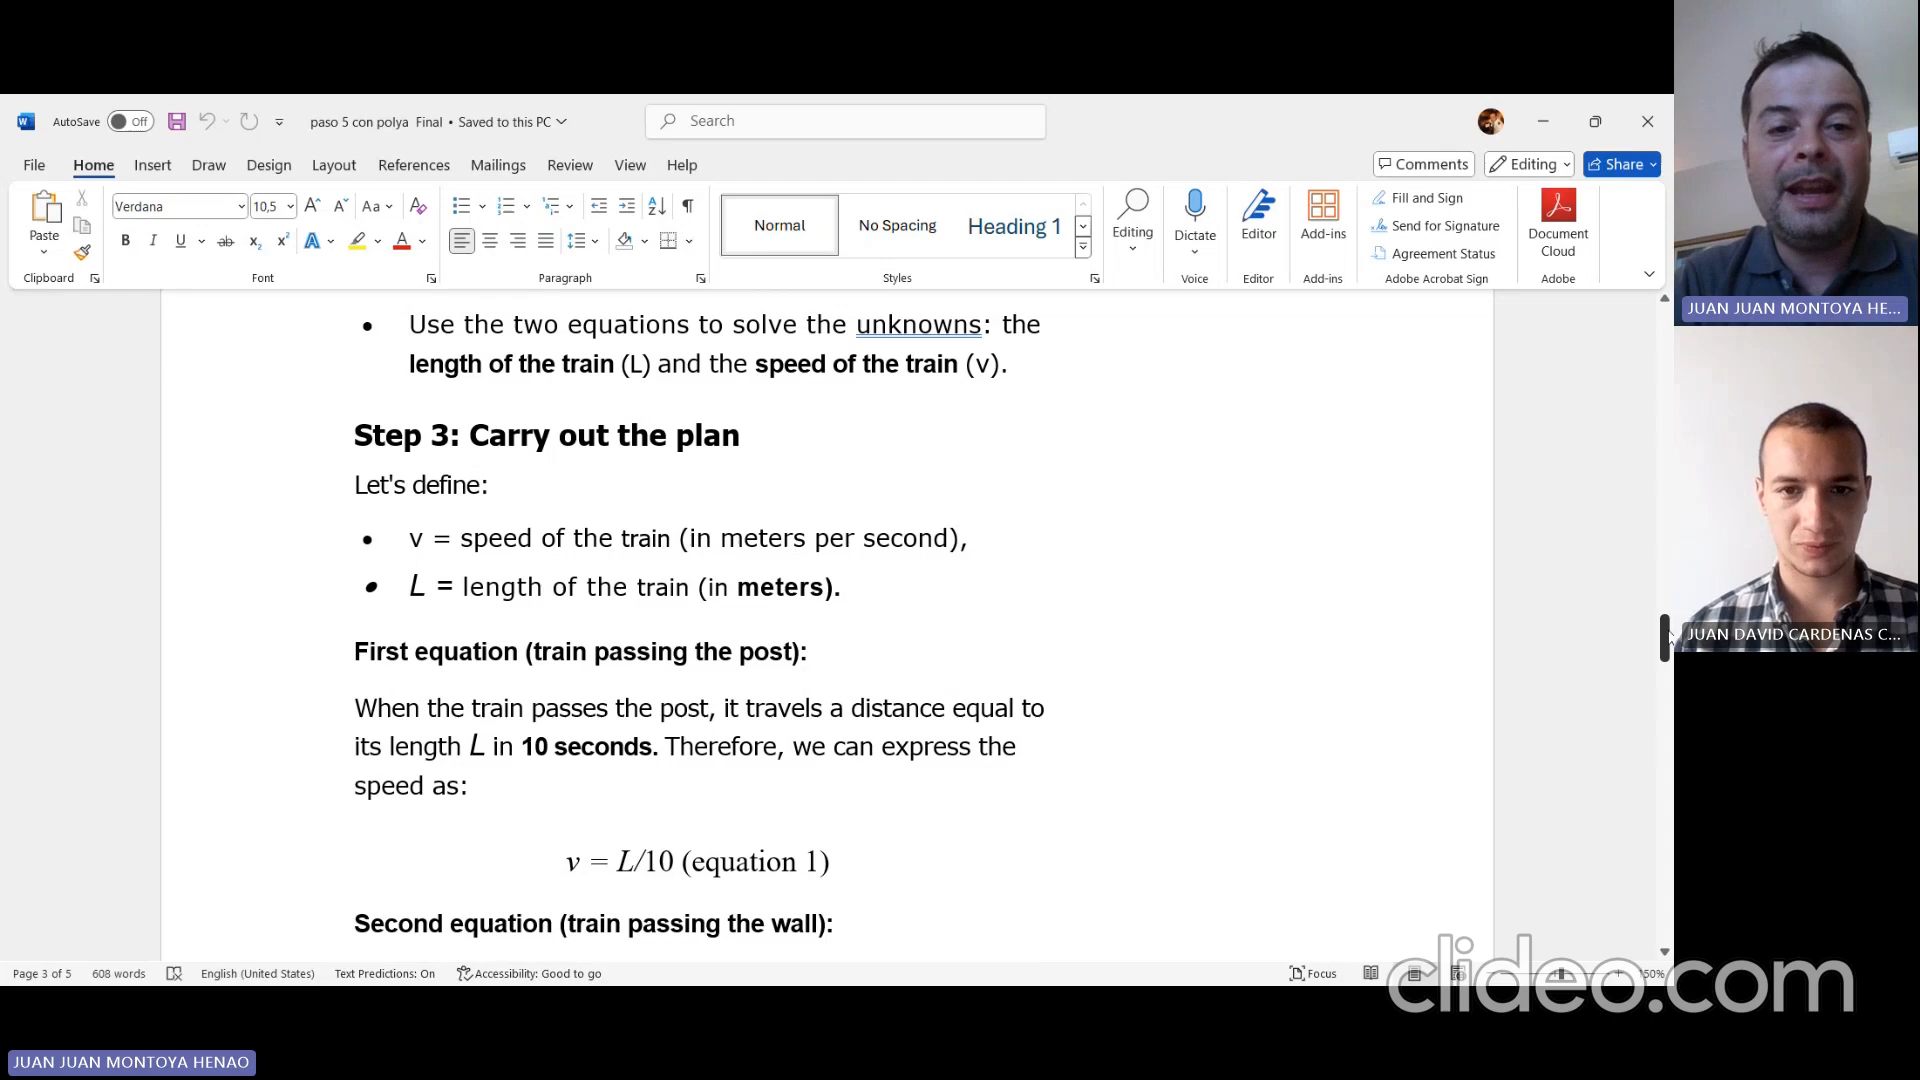 AutoSave Off paso 5 con polya Final • Saved to this PC Search
File Home Insert Draw Design Layout References Mailings Review View Help Comments Editing Share
Paste Verdana 10,5 Aa Normal No Spacing Heading 1 Editing Dictate Editor Add-ins Fill and Sign Send for Signature Agreement Status Document Cloud
Clipboard Font Paragraph Styles Voice Editor Add-ins Adobe Acrobat Sign Adobe
• Use the two equations to solve the unknowns: the
length of the train (L) and the speed of the train (v).
Step 3: Carry out the plan
Let's define:
• v = speed of the train (in meters per second),
• L = length of the train (in meters).
First equation (train passing the post):
When the train passes the post, it travels a distance equal to
its length L in 10 seconds. Therefore, we can express the
speed as:
v = L/10 (equation 1)
Second equation (train passing the wall):
Page 3 of 5 608 words English (United States) Text Predictions: On Accessibility: Good to go Focus
clideo.com
JUAN JUAN MONTOYA HE...
JUAN DAVID CARDENAS C...
JUAN JUAN MONTOYA HENAO